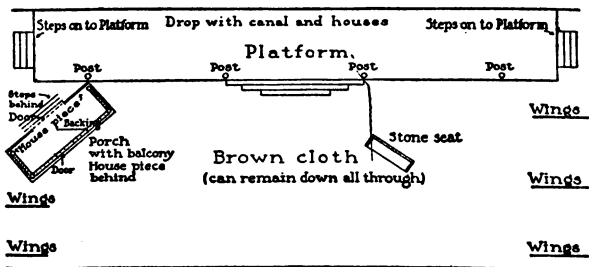 Steps on to Platform
Drop with canal and houses
Steps on to Platform
Platform,
Post
Post
Post
Post
Steps
behind
Door
"House piece"
Backing
Door
Porch
with balcony
House piece
behind
Stone seat
Brown cloth
(can remain down all through)
Wings
Wings
Wings
Wings
Wings